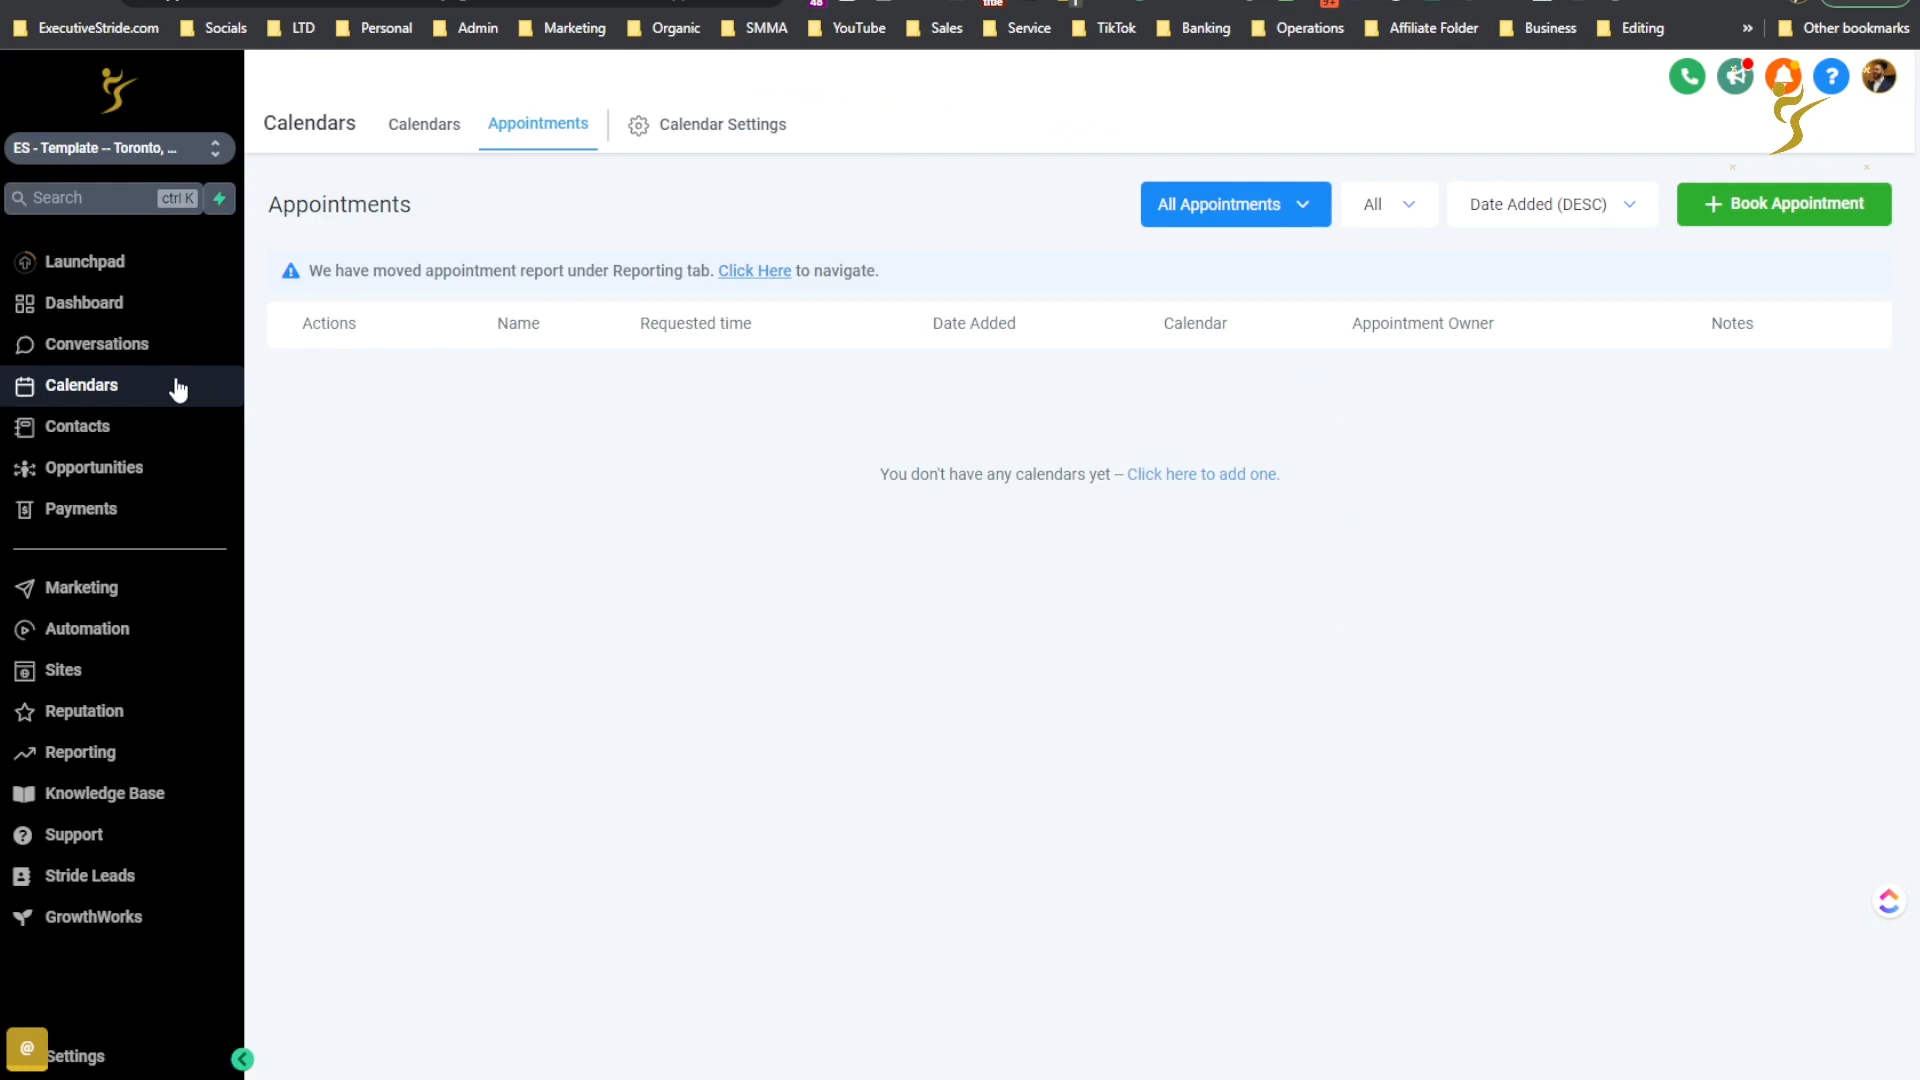 ExecutiveStride.com Socials LTD Personal Admin Marketing Organic SMMA YouTube Sales Service TikTok Banking Operations Affiliate Folder Business Editing » Other bookmarks
ES - Template -- Toronto, ...
Search ctrl K
Launchpad
Dashboard
Conversations
Calendars
Contacts
Opportunities
Payments
Marketing
Automation
Sites
Reputation
Reporting
Knowledge Base
Support
Stride Leads
GrowthWorks
@ Settings
Calendars Calendars Appointments Calendar Settings
?
Appointments All Appointments All Date Added (DESC) + Book Appointment
We have moved appointment report under Reporting tab. Click Here to navigate.
Actions Name Requested time Date Added Calendar Appointment Owner Notes
You don't have any calendars yet -- Click here to add one.